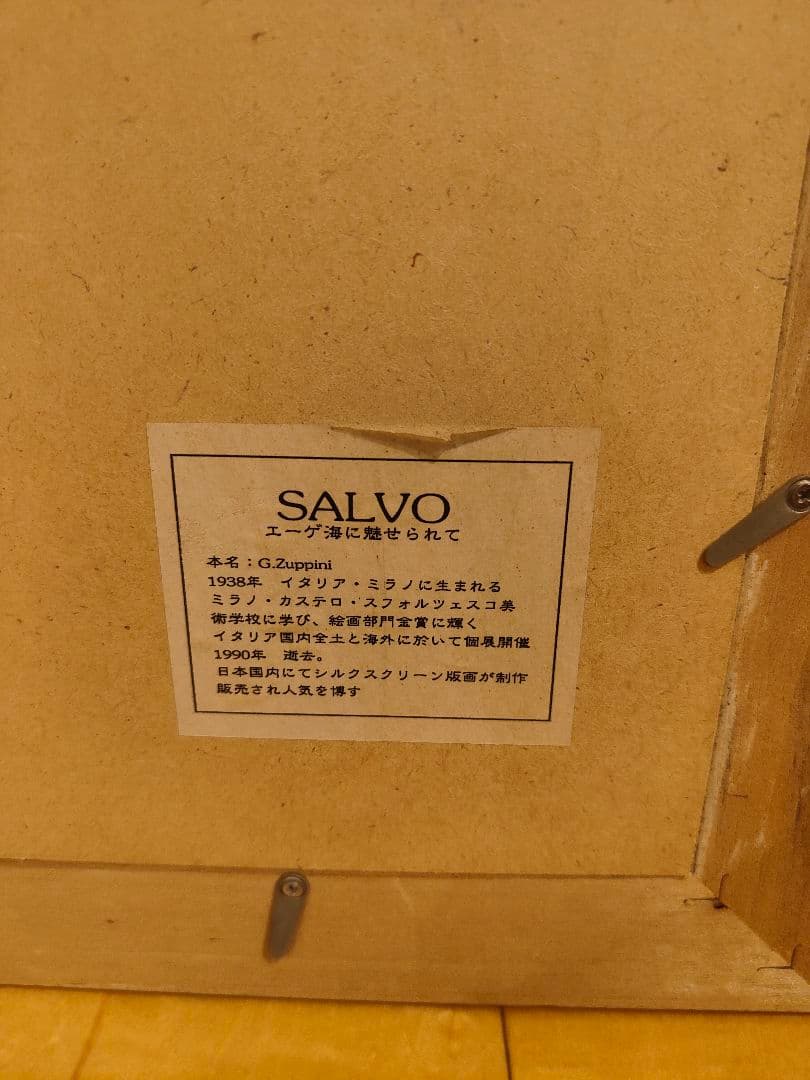 SALVO
エーゲ海に魅せられて
本名：G.Zuppini
1938年　イタリア・ミラノに生まれる
ミラノ・カステロ・スフォルツェスコ美
術学校に学び、絵画部門金賞に輝く
イタリア国内全土と海外に於いて個展開催
1990年　逝去。
日本国内にてシルクスクリーン版画が制作
販売され人気を博す